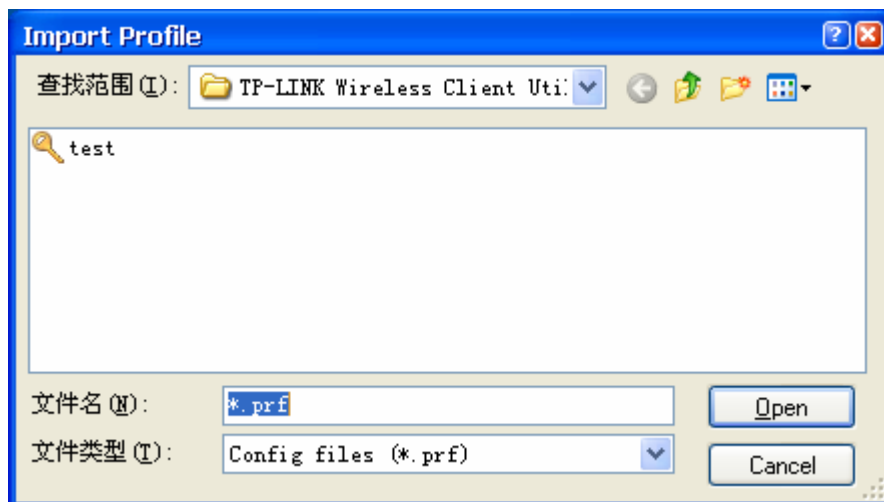 Import Profile
查找范围(I): TP-LINK Wireless Client Uti
test
文件名(N): *.prf Open
文件类型(T): Config files (*.prf) Cancel